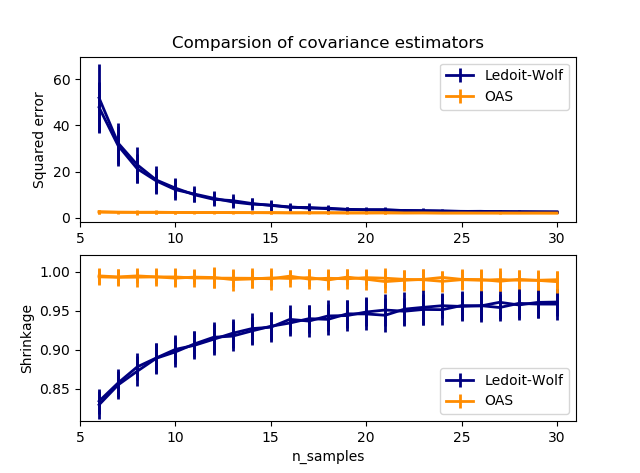 Comparsion of covariance estimators
Squared error
60
40
20
0
Ledoit-Wolf
OAS
5
10
15
20
25
30
Shrinkage
1.00
0.95
0.90
0.85
Ledoit-Wolf
OAS
5
10
15
20
25
30
n_samples